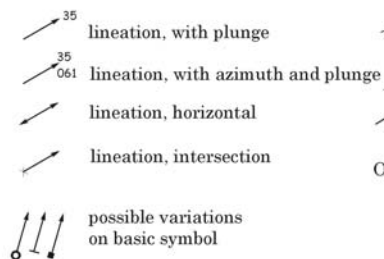 35
lineation, with plunge
35
061
lineation, with azimuth and plunge
lineation, horizontal
lineation, intersection
possible variations
on basic symbol